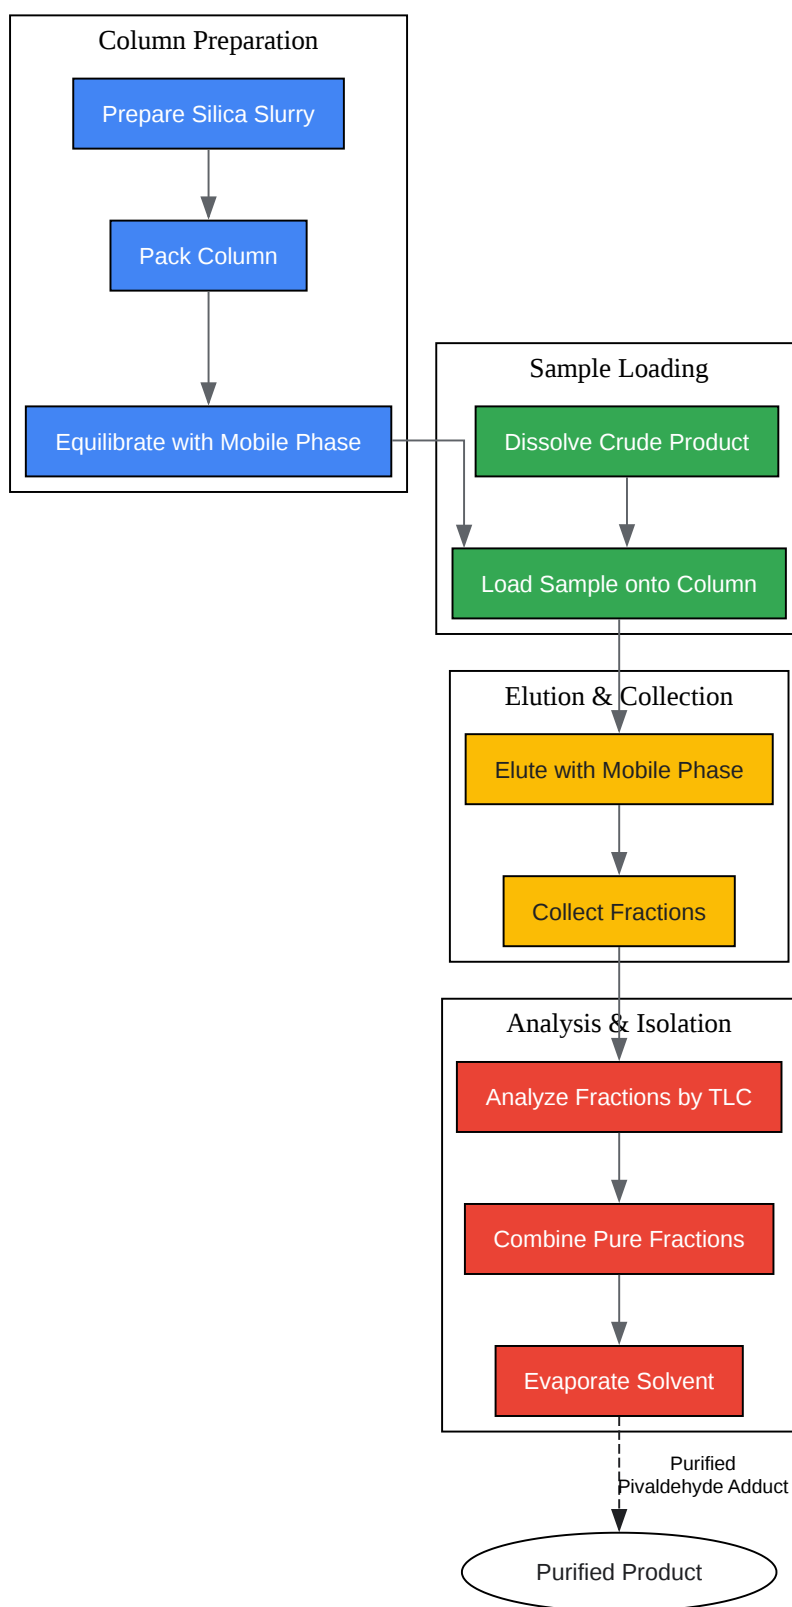 Column Preparation
Prepare Silica Slurry
Pack Column
Equilibrate with Mobile Phase
Sample Loading
Dissolve Crude Product
Load Sample onto Column
Elution & Collection
Elute with Mobile Phase
Collect Fractions
Analysis & Isolation
Analyze Fractions by TLC
Combine Pure Fractions
Evaporate Solvent
Purified
Pivaldehyde Adduct
Purified Product